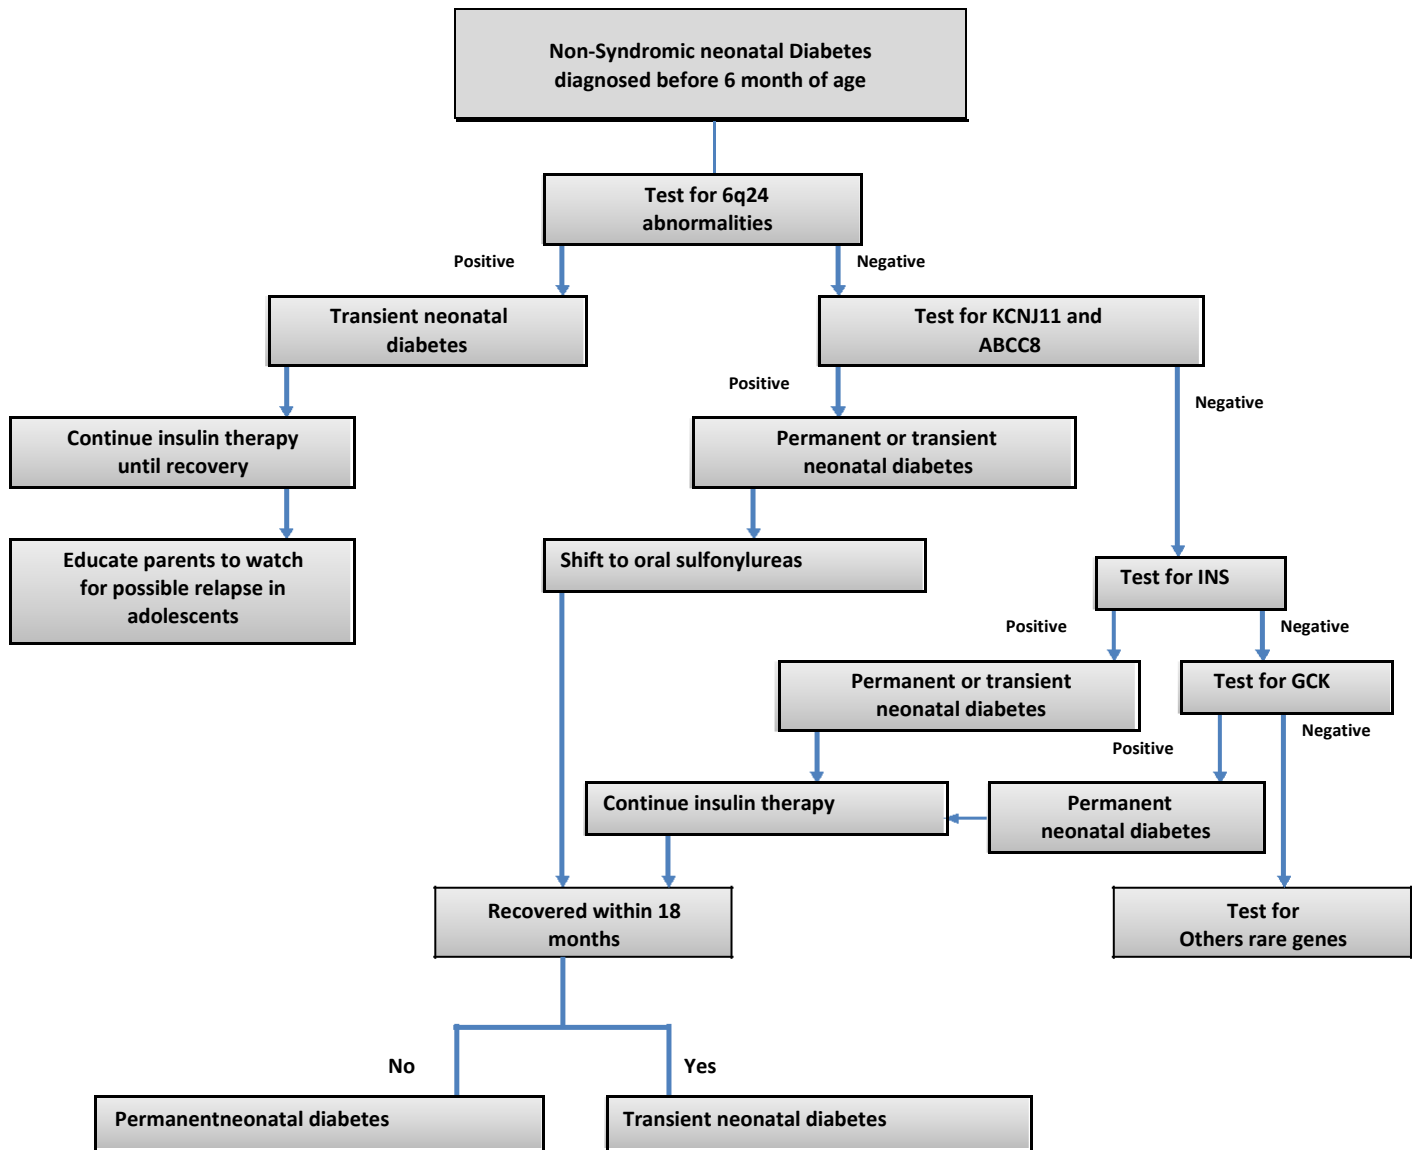 Non-Syndromic neonatal Diabetes
diagnosed before 6 month of age
Test for 6q24
abnormalities
Positive
Negative
Transient neonatal
diabetes
Test for KCNJ11 and
ABCC8
Positive
Negative
Continue insulin therapy
until recovery
Permanent or transient
neonatal diabetes
Educate parents to watch
for possible relapse in
adolescents
Shift to oral sulfonylureas
Test for INS
Positive
Negative
Permanent or transient
neonatal diabetes
Test for GCK
Positive
Negative
Continue insulin therapy
Permanent
neonatal diabetes
Recovered within 18
months
Test for
Others rare genes
No
Yes
Permanentneonatal diabetes
Transient neonatal diabetes